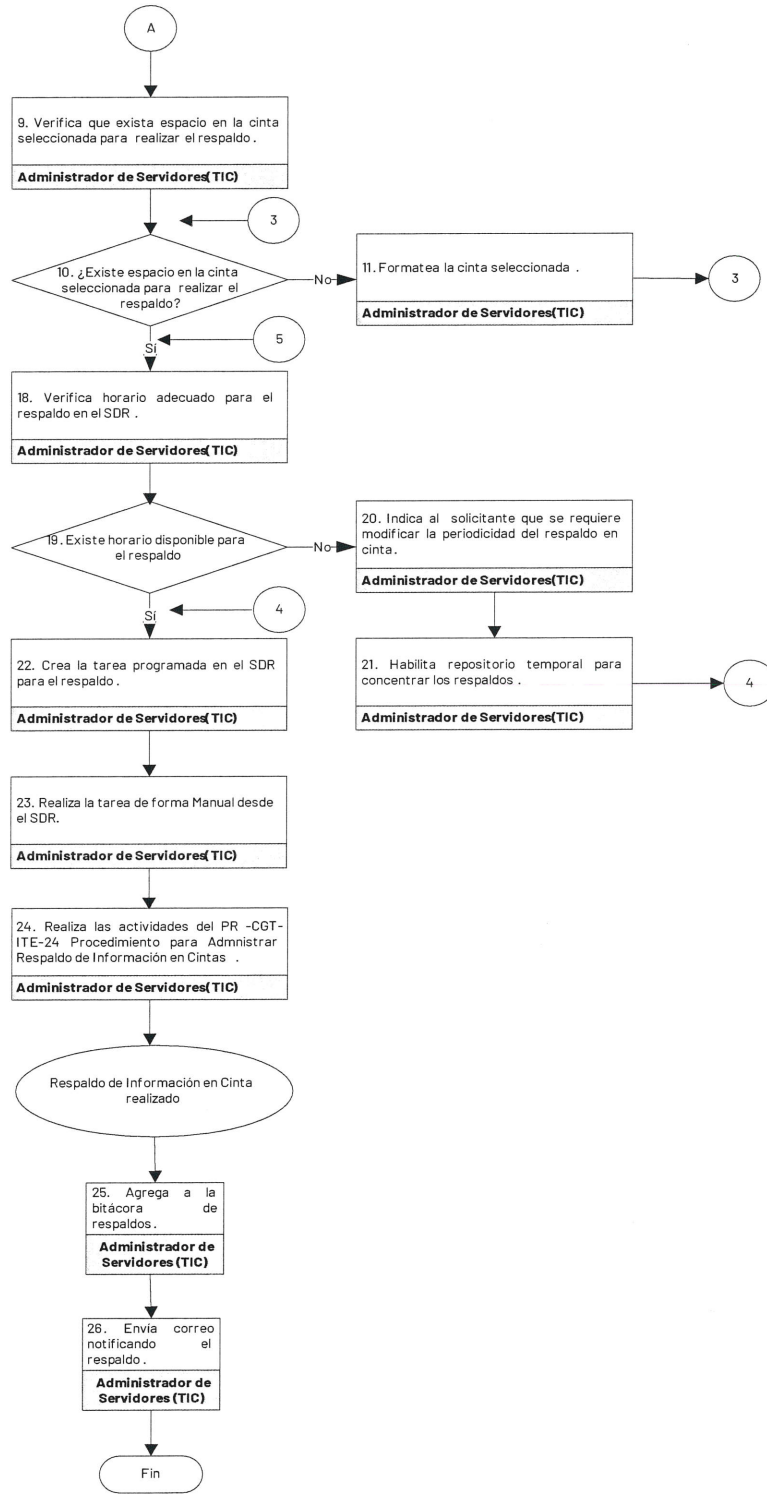 A
9. Verifica que exista espacio en la cinta
seleccionada para realizar el respaldo.
Administrador de Servidores(TIC)
3
10. ¿Existe espacio en la cinta
seleccionada para realizar el
respaldo?
No
11. Formatea la cinta seleccionada.
Administrador de Servidores(TIC)
3
5
Sí
18. Verifica horario adecuado para el
respaldo en el SDR.
Administrador de Servidores(TIC)
19. Existe horario disponible para
el respaldo
No
20. Indica al solicitante que se requiere
modificar la periodicidad del respaldo en
cinta.
Administrador de Servidores(TIC)
4
Sí
22. Crea la tarea programada en el SDR
para el respaldo.
Administrador de Servidores(TIC)
21. Habilita repositorio temporal para
concentrar los respaldos.
Administrador de Servidores(TIC)
4
23. Realiza la tarea de forma Manual desde
el SDR.
Administrador de Servidores(TIC)
24. Realiza las actividades del PR -CGT-
ITE-24 Procedimiento para Admnistrar
Respaldo de Información en Cintas.
Administrador de Servidores(TIC)
Respaldo de Información en Cinta
realizado
25. Agrega a la
bitácora de
respaldos.
Administrador de
Servidores (TIC)
26. Envía correo
notificando el
respaldo.
Administrador de
Servidores (TIC)
Fin